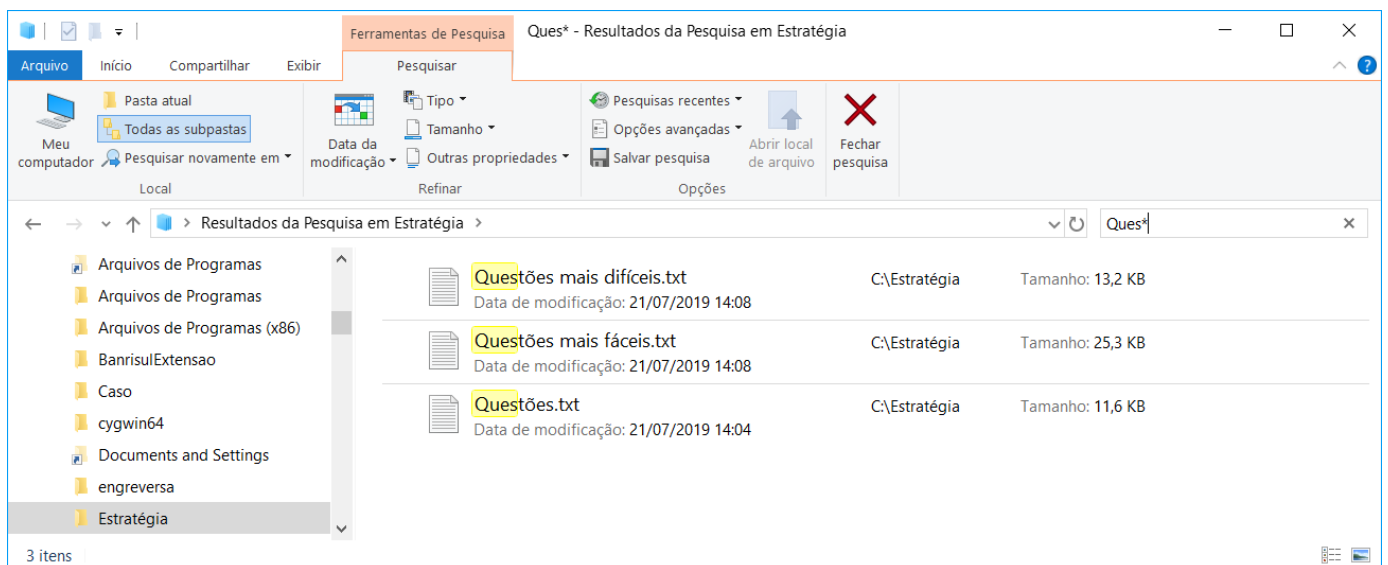 Ferramentas de Pesquisa Ques* - Resultados da Pesquisa em Estratégia
Arquivo Início Compartilhar Exibir Pesquisar
Meu computador
Pasta atual
Todas as subpastas
Pesquisar novamente em
Local
Data da modificação
Tipo
Tamanho
Outras propriedades
Refinar
Pesquisas recentes
Opções avançadas
Salvar pesquisa
Abrir local de arquivo
Opções
Fechar pesquisa
Resultados da Pesquisa em Estratégia
Ques*
Arquivos de Programas
Arquivos de Programas
Arquivos de Programas (x86)
BanrisulExtensao
Caso
cygwin64
Documents and Settings
engreversa
Estratégia
Questões mais difíceis.txt C:\Estratégia Tamanho: 13,2 KB
Data de modificação: 21/07/2019 14:08
Questões mais fáceis.txt C:\Estratégia Tamanho: 25,3 KB
Data de modificação: 21/07/2019 14:08
Questões.txt C:\Estratégia Tamanho: 11,6 KB
Data de modificação: 21/07/2019 14:04
3 itens